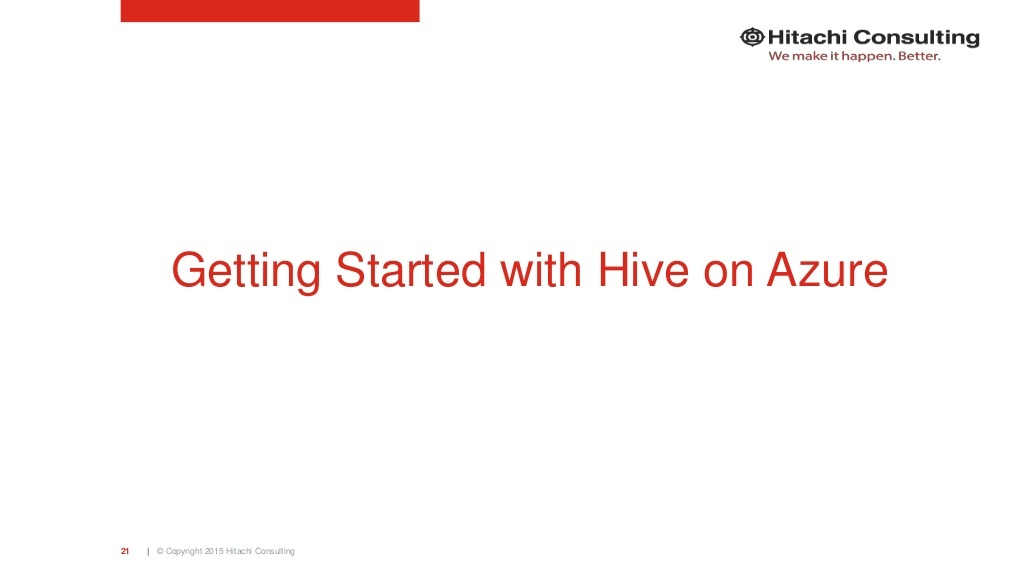 Hitachi Consulting
We make it happen. Better.
Getting Started with Hive on Azure
21 | © Copyright 2015 Hitachi Consulting